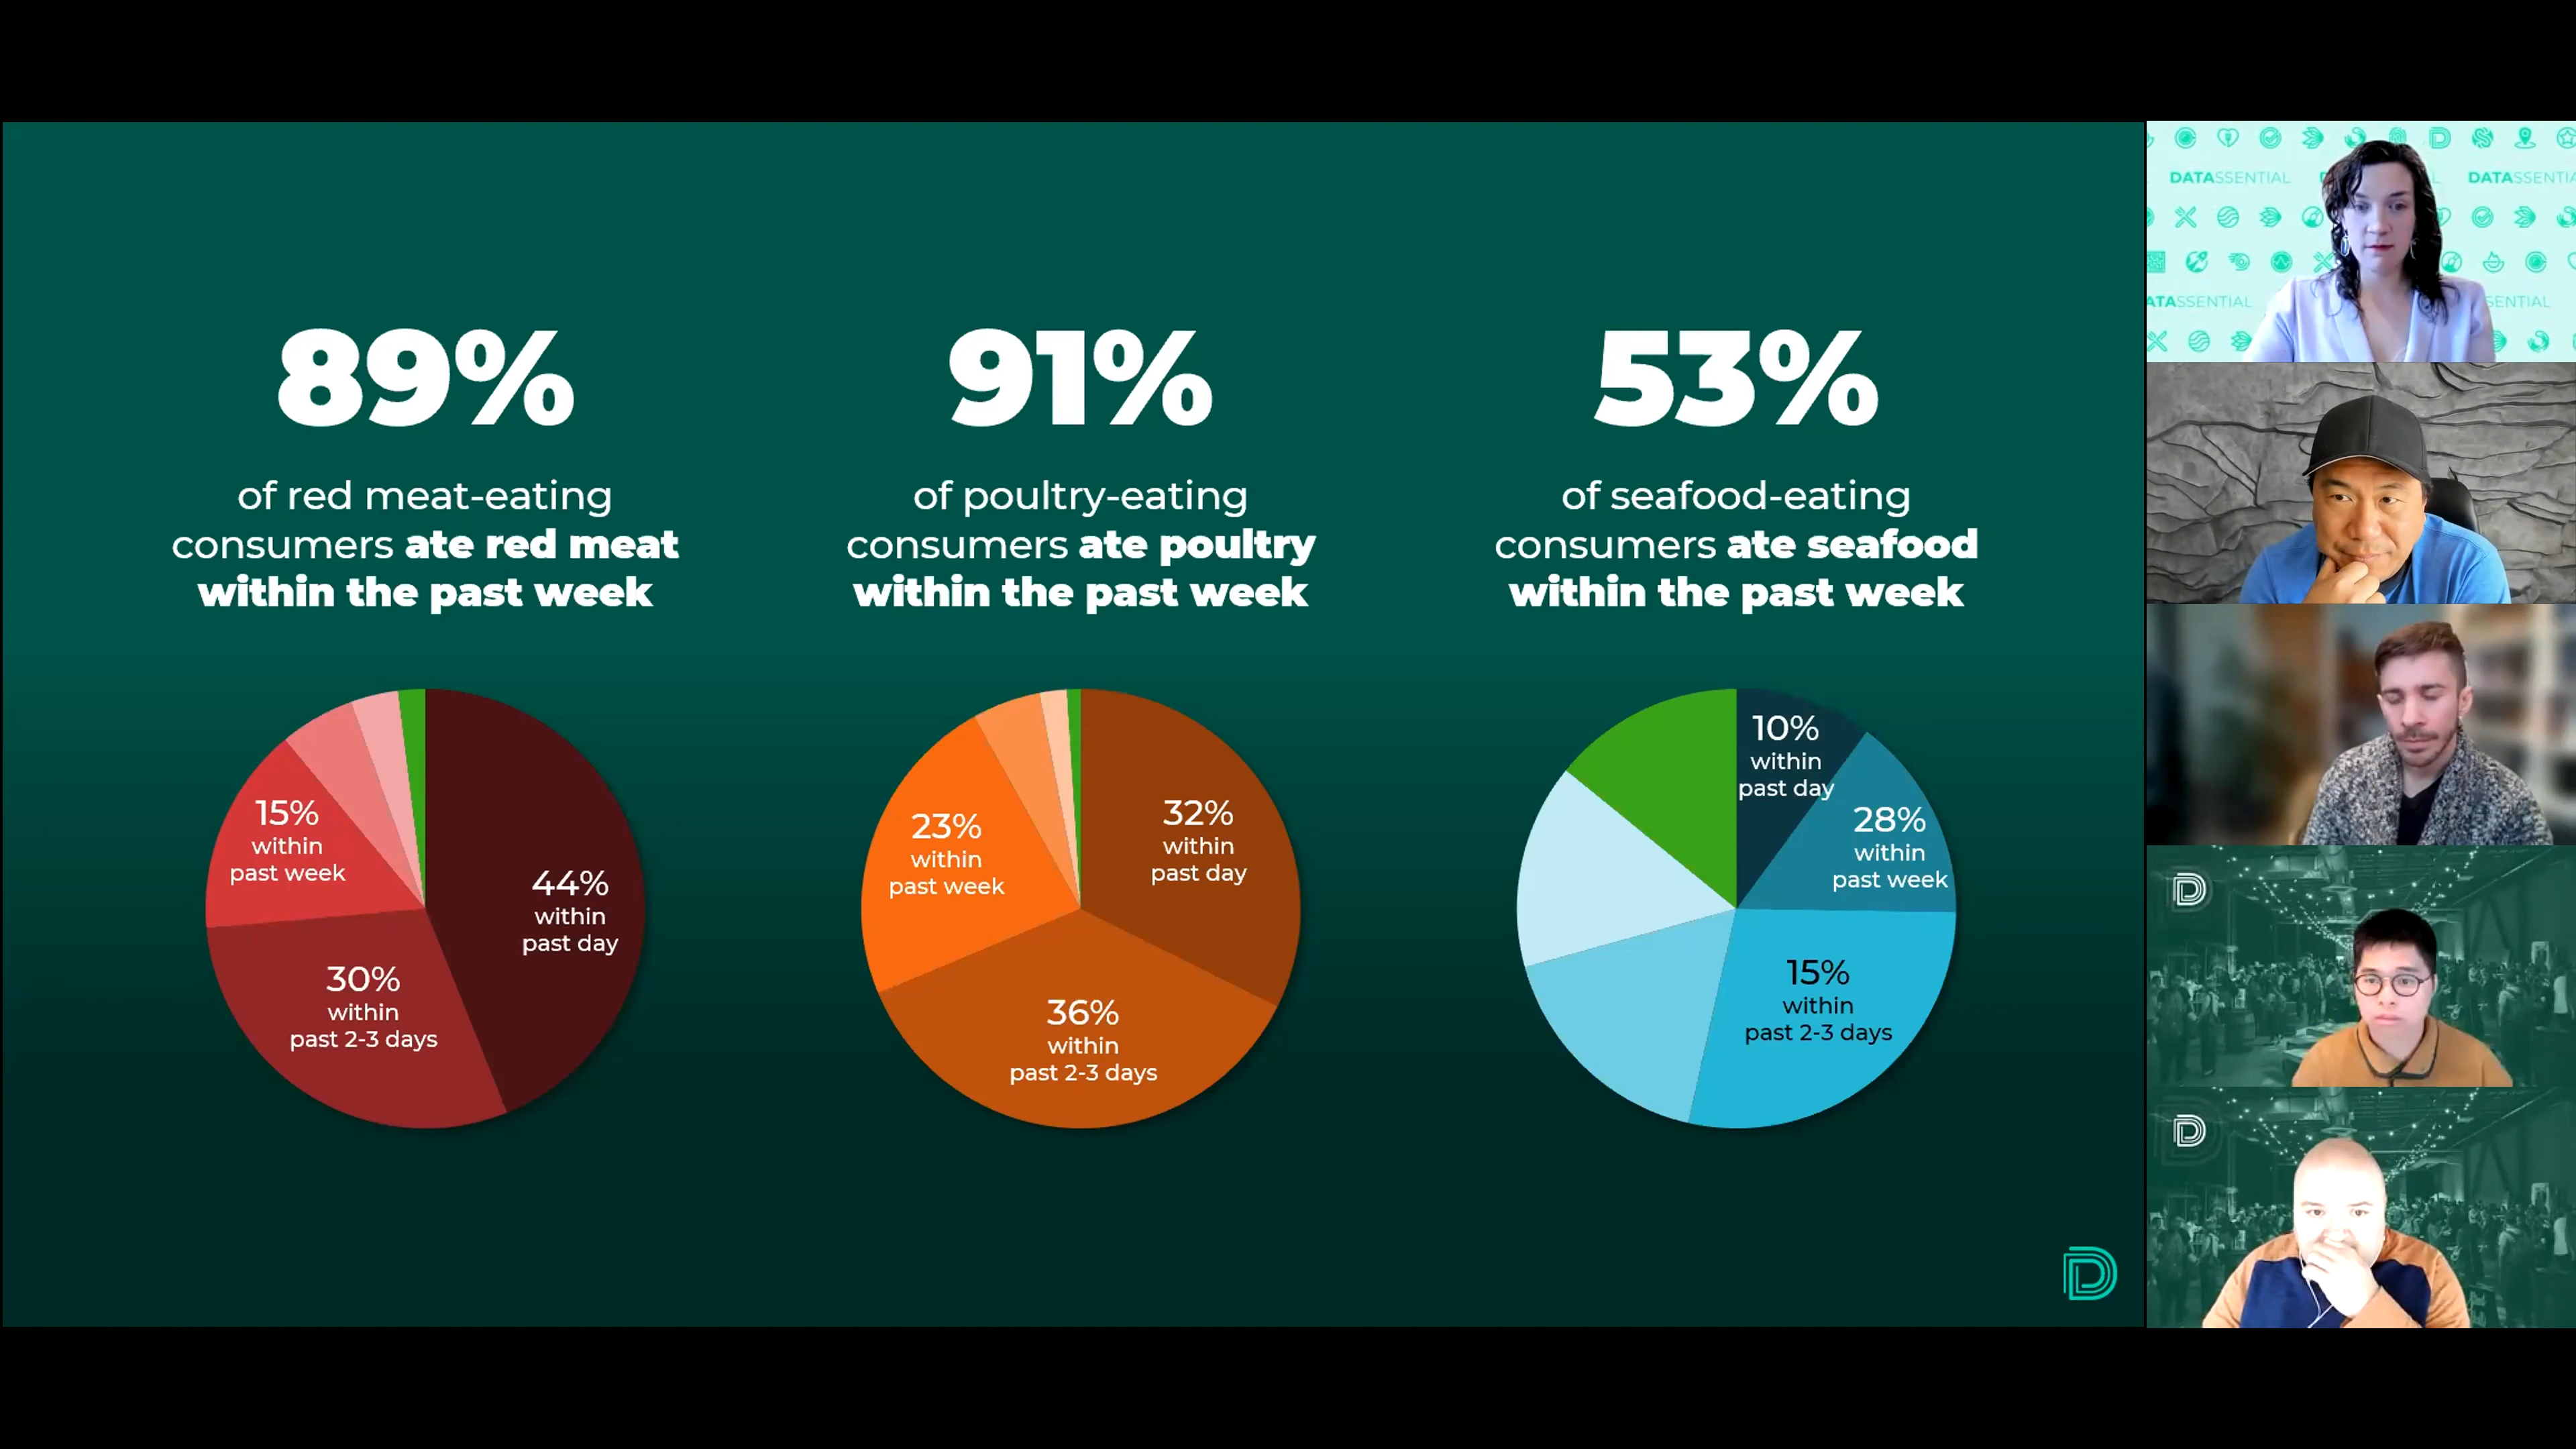 89%
of red meat-eating
consumers ate red meat
within the past week
91%
of poultry-eating
consumers ate poultry
within the past week
53%
of seafood-eating
consumers ate seafood
within the past week
15%
within
past week
44%
within
past day
30%
within
past 2-3 days
23%
within
past week
32%
within
past day
36%
within
past 2-3 days
10%
within
past day
28%
within
past week
15%
within
past 2-3 days
DATASSENTIAL
DATASSENTIA
ATASSENTIAL
SENTIAL